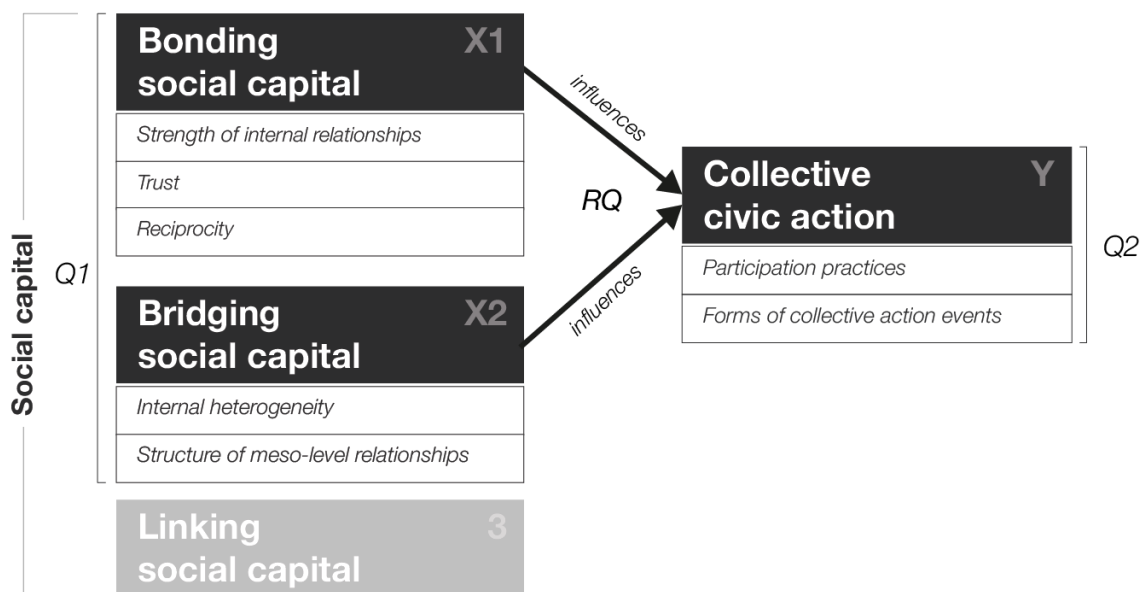 Social capital
Q1
Bonding X1
social capital
Strength of internal relationships
Trust
Reciprocity
Bridging X2
social capital
Internal heterogeneity
Structure of meso-level relationships
Linking 3
social capital
influences
RQ
influences
Collective Y
civic action
Participation practices
Forms of collective action events
Q2